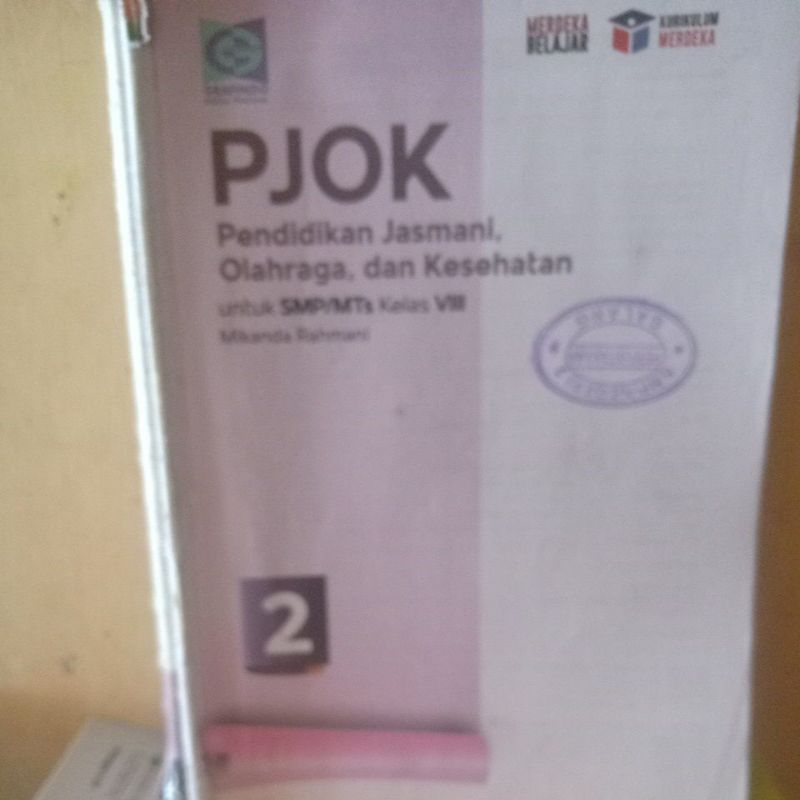 MERDEKA
BELAJAR
KURIKULUM
MERDEKA
PJOK
Pendidikan Jasmani,
Olahraga, dan Kesehatan
untuk SMP/MTs Kelas VIII
Mikanda Rahmani
2